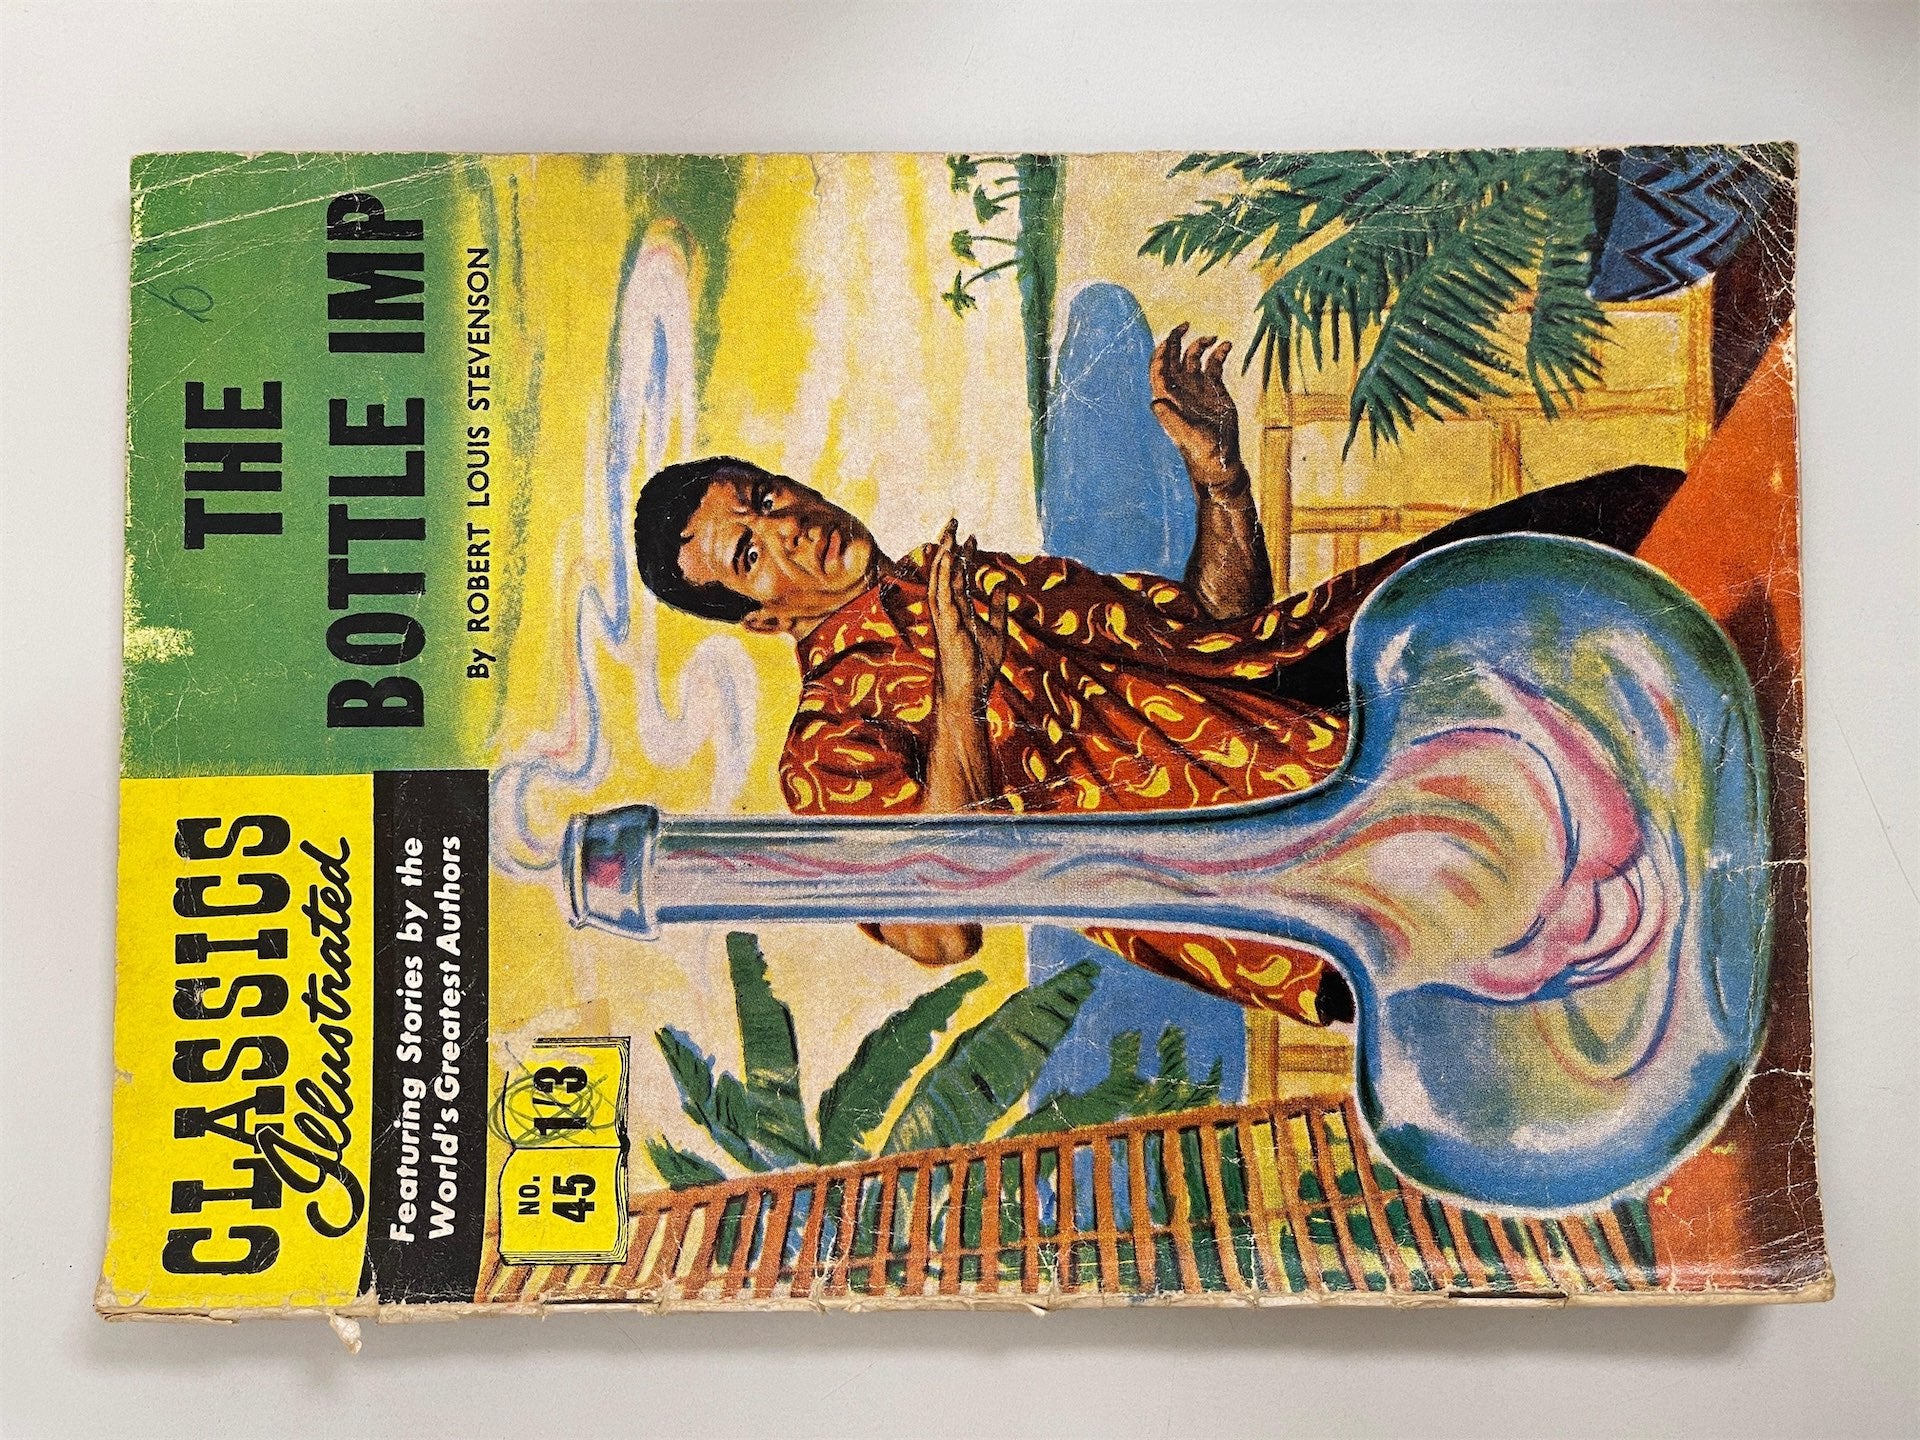 CLASSICS
Illustrated
Featuring Stories by the
World's Greatest Authors
THE
BOTTLE IMP
By ROBERT LOUIS STEVENSON
NO.
45
1/3
6